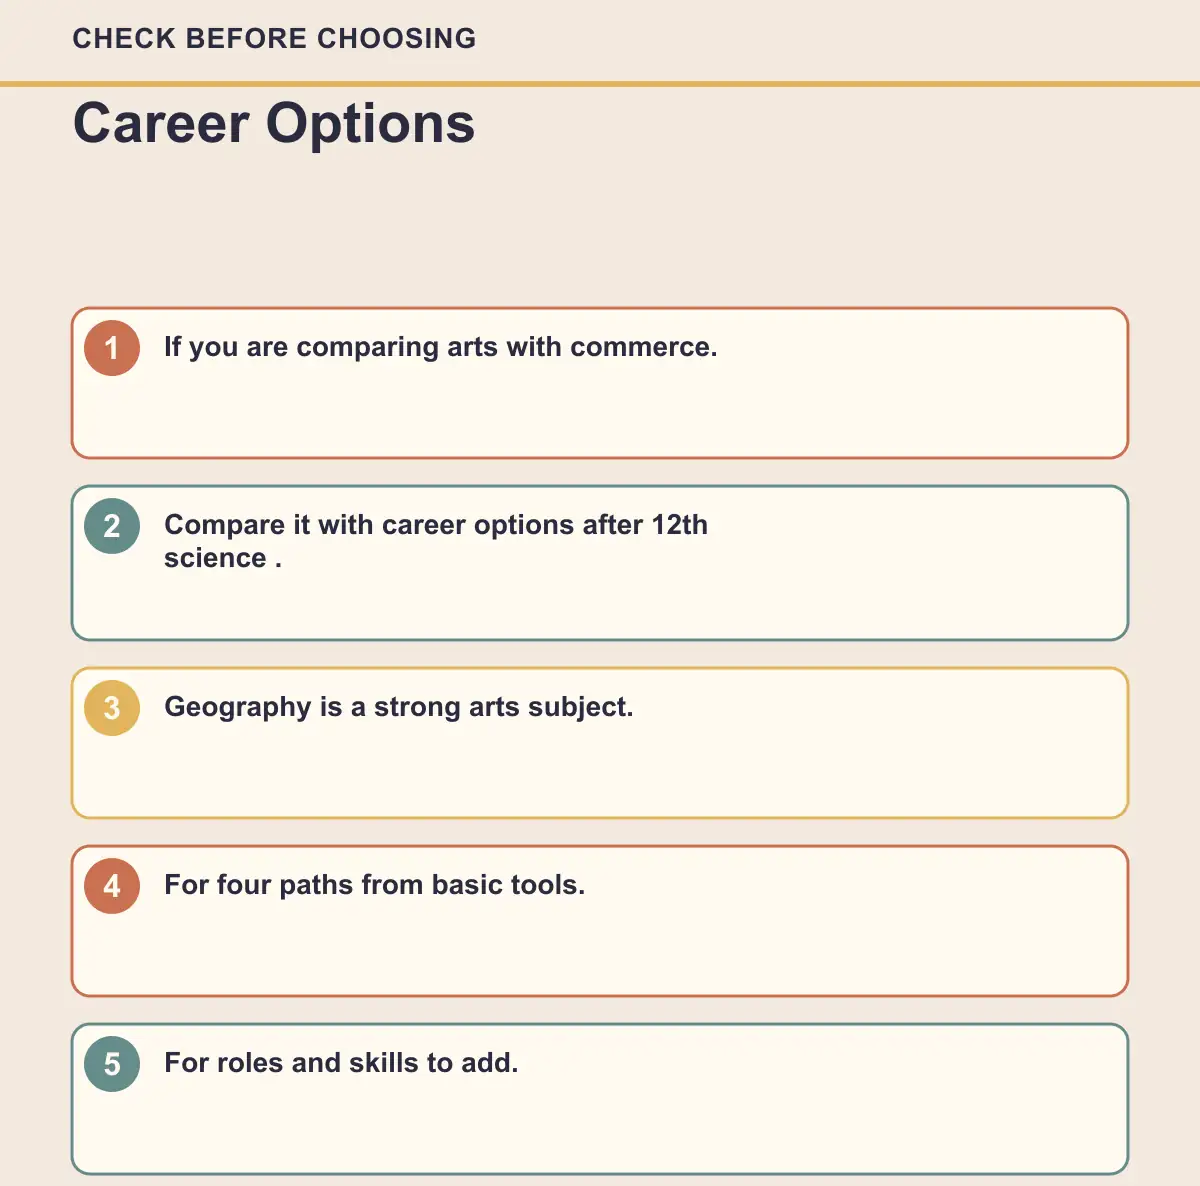 CHECK BEFORE CHOOSING
Career Options
1
If you are comparing arts with commerce.
2
Compare it with career options after 12th
science .
3
Geography is a strong arts subject.
4
For four paths from basic tools.
5
For roles and skills to add.